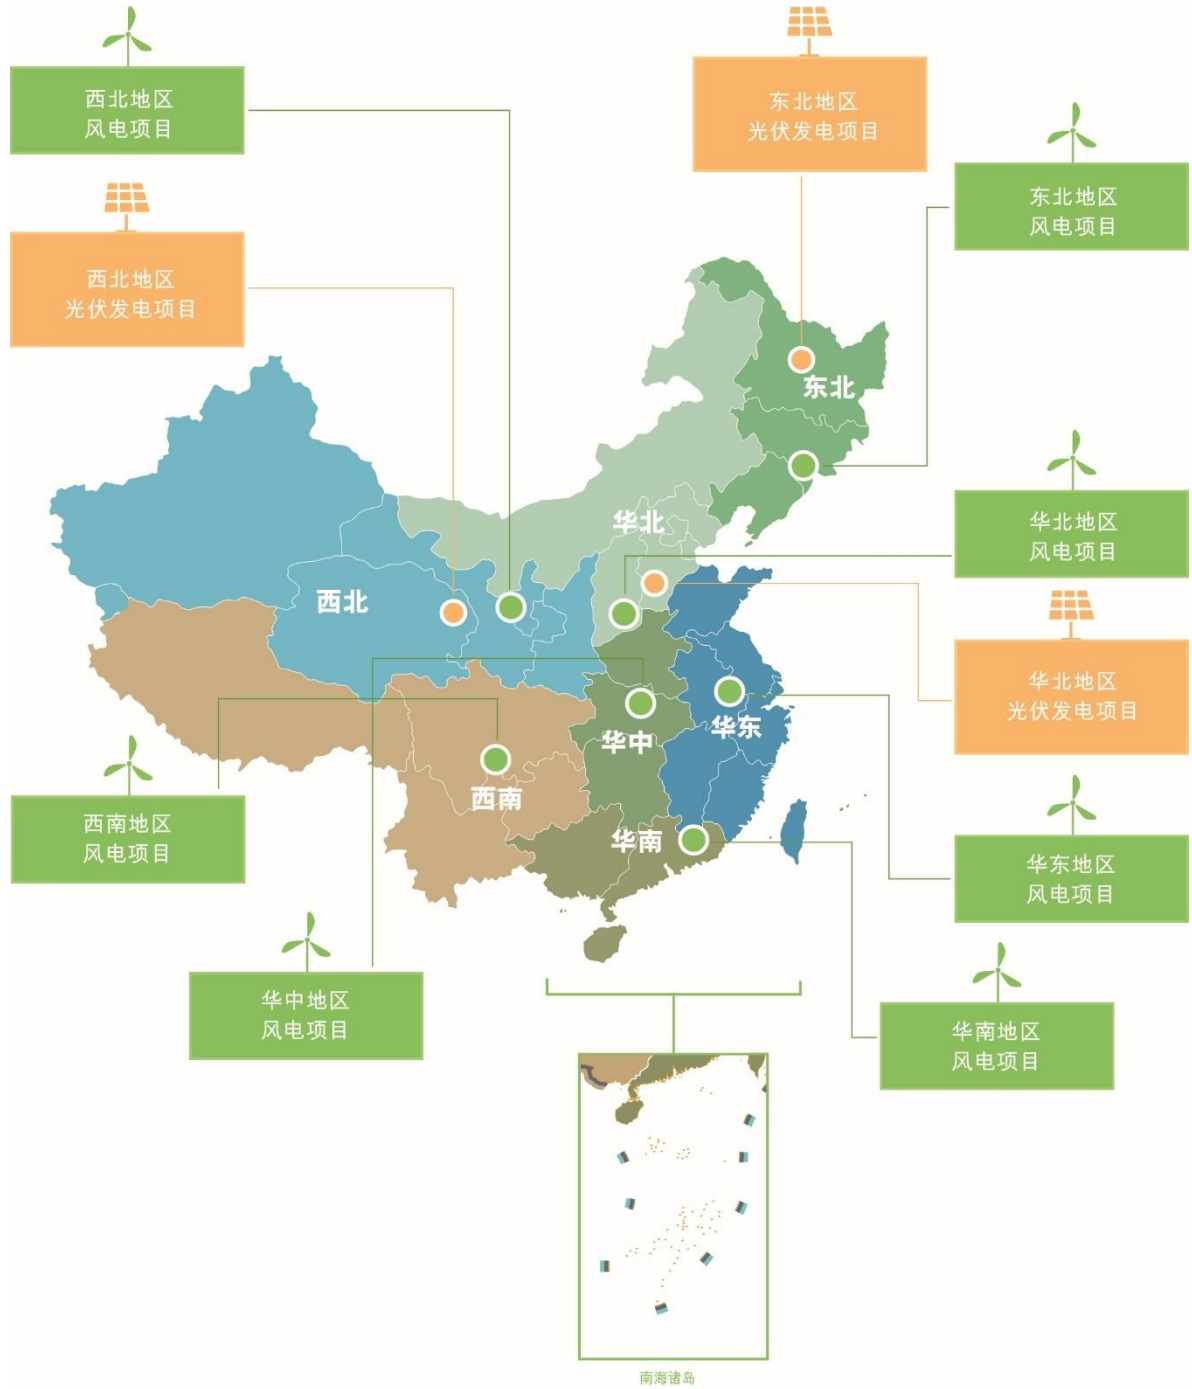 西北地区
风电项目
东北地区
光伏发电项目
东北地区
风电项目
西北地区
光伏发电项目
东北
华北
华北地区
风电项目
西北
华北地区
光伏发电项目
华东
华中
西南
华南
西南地区
风电项目
华东地区
风电项目
华中地区
风电项目
华南地区
风电项目
南海诸岛